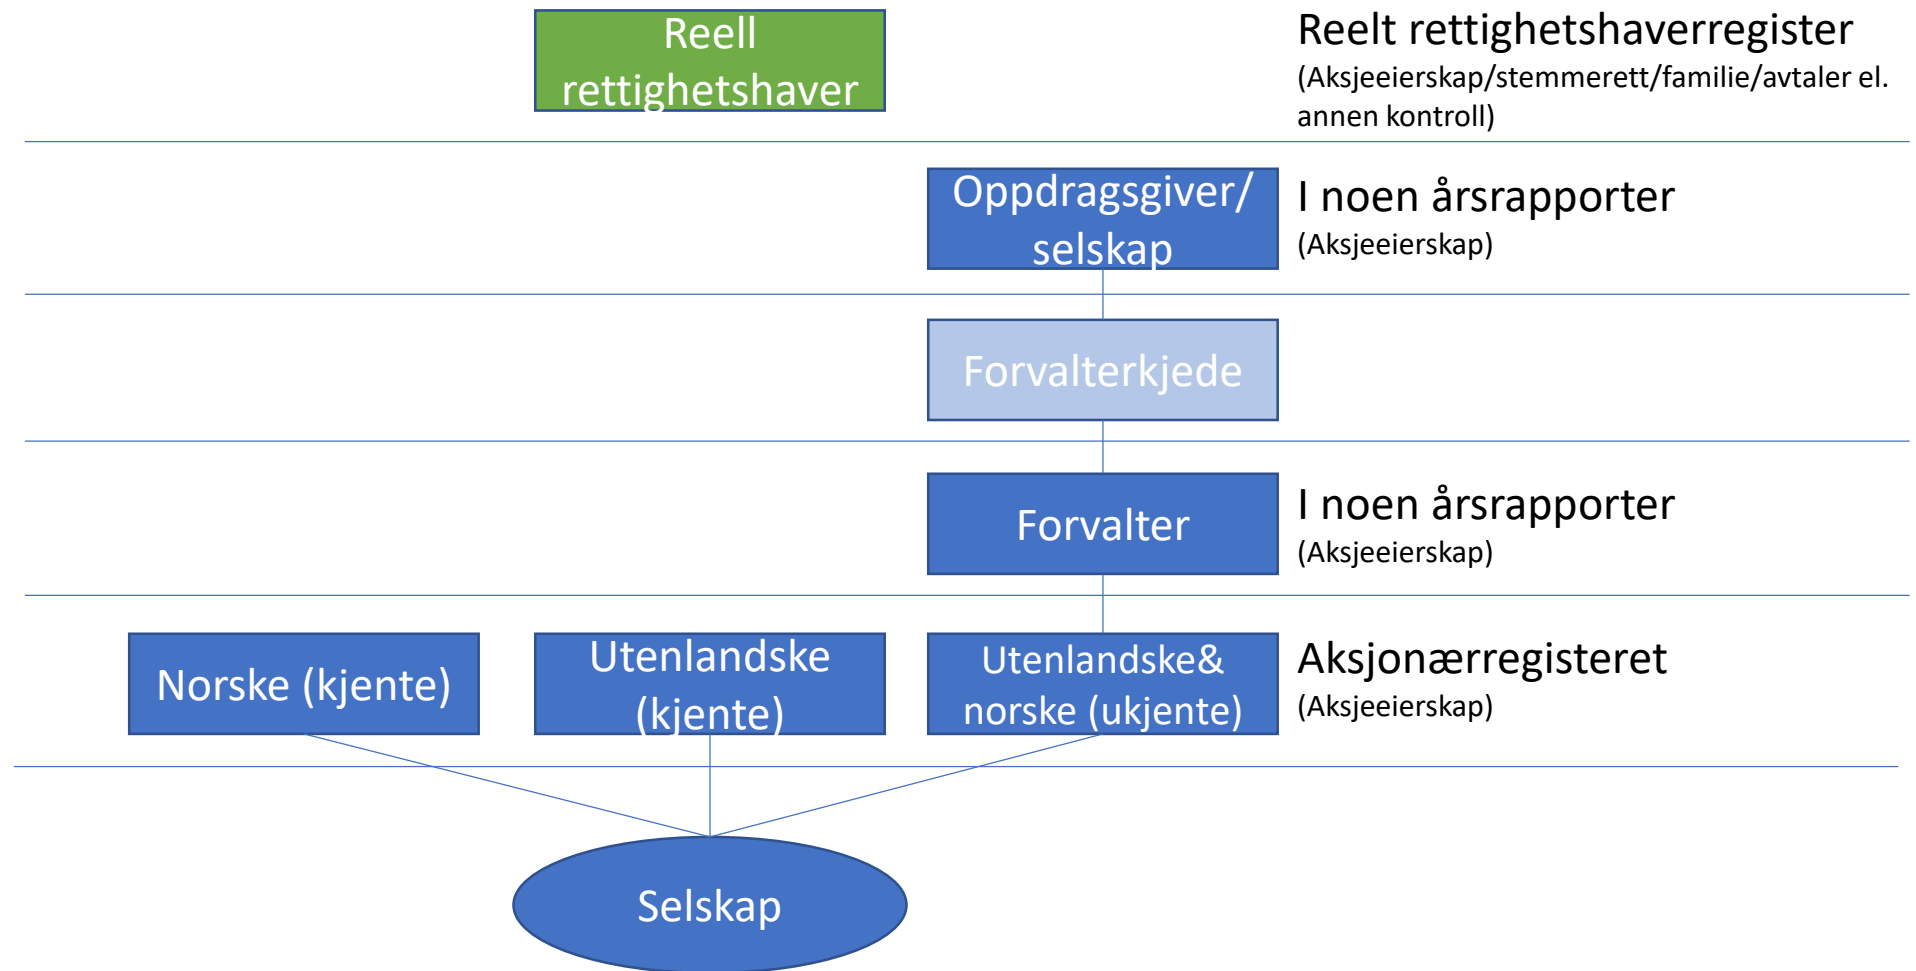 Reell
rettighetshaver
Reelt rettighetshaverregister
(Aksjeeierskap/stemmerett/familie/avtaler el.
annen kontroll)
Oppdragsgiver/
selskap
I noen årsrapporter
(Aksjeeierskap)
Forvalterkjede
Forvalter
I noen årsrapporter
(Aksjeeierskap)
Norske (kjente)
Utenlandske
(kjente)
Utenlandske&
norske (ukjente)
Aksjonærregisteret
(Aksjeeierskap)
Selskap